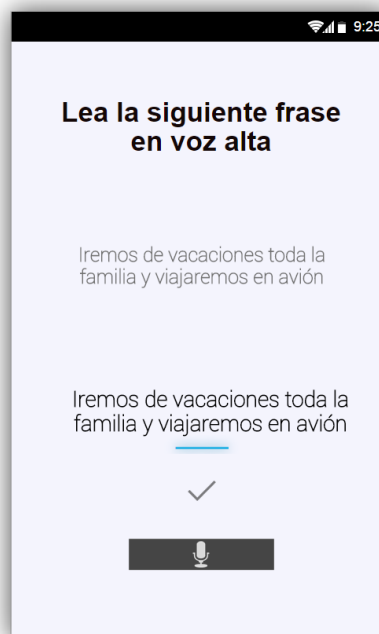 9:25
Lea la siguiente frase
en voz alta
Iremos de vacaciones toda la
familia y viajaremos en avión
Iremos de vacaciones toda la
familia y viajaremos en avión